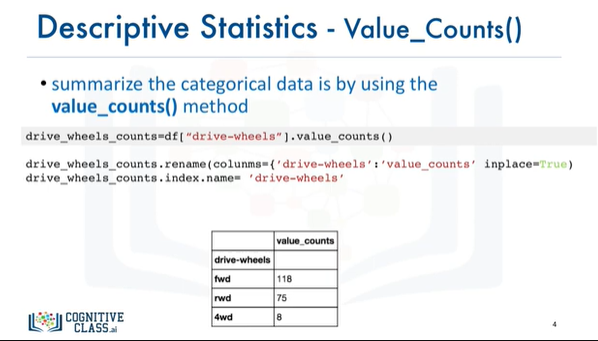 Descriptive Statistics - Value_Counts()
• summarize the categorical data is by using the
value_counts() method
drive_wheels_counts=df["drive-wheels"].value_counts()
drive_wheels_counts.rename(colunms={'drive-wheels':'value_counts' inplace=True)
drive_wheels_counts.index.name= 'drive-wheels'
value_counts
drive-wheels
fwd 118
rwd 75
4wd 8
COGNITIVE
CLASS.ai
4